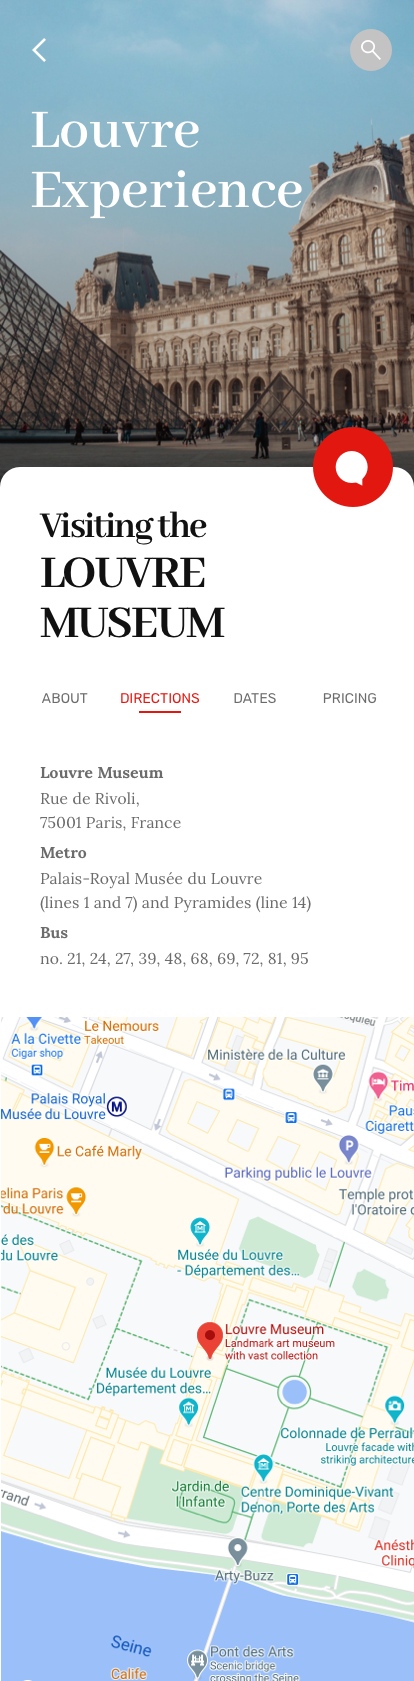 Louvre
Experience
Visiting the
LOUVRE
MUSEUM
ABOUT DIRECTIONS DATES PRICING
Louvre Museum
Rue de Rivoli,
75001 Paris, France
Metro
Palais-Royal Musée du Louvre
(lines 1 and 7) and Pyramides (line 14)
Bus
no. 21, 24, 27, 39, 48, 68, 69, 72, 81, 95
Le Nemours
Takeout
A la Civette
Cigar shop
Ministère de la Culture
Palais Royal
Musée du Louvre
M
Tim
Pau
Cigarett
Le Café Marly
P
Parking public le Louvre
elina Paris
du Louvre
Temple prot
l'Oratoire d
é des
du Louvre
Musée du Louvre
- Département des...
Louvre Museum
Landmark art museum
with vast collection
Musée du Louvre
Département des...
Colonnade de Perraul
Louvre facade with
striking architecture
Jardin de
l'Infante
Centre Dominique-Vivant
Denon, Porte des Arts
rand
Anésth
Cliniq
Arty-Buzz
Seine
Pont des Arts
Scenic bridge
crossing the Seine
Calife